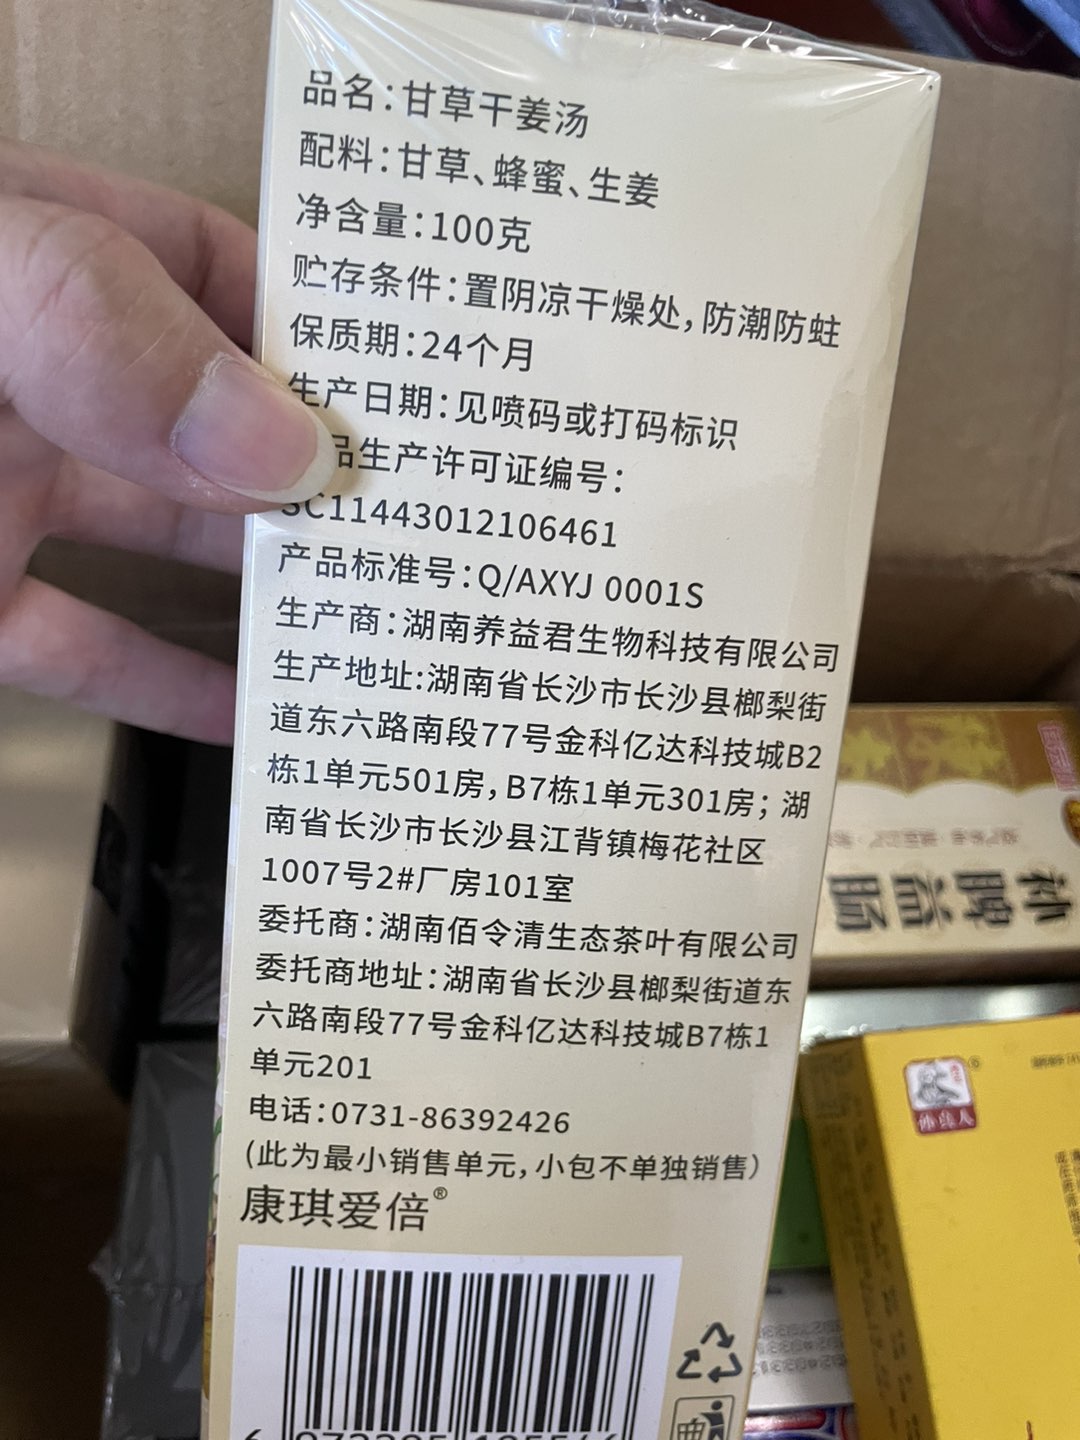 品名：甘草干姜汤
配料：甘草、蜂蜜、生姜
净含量：100克
贮存条件：置阴凉干燥处，防潮防蛀
保质期：24个月
生产日期：见喷码或打码标识
品生产许可证编号：
SC11443012106461
产品标准号：Q/AXYJ 0001S
生产商：湖南养益君生物科技有限公司
生产地址:湖南省长沙市长沙县榔梨街
道东六路南段77号金科亿达科技城B2
栋1单元501房，B7栋1单元301房；湖
南省长沙市长沙县江背镇梅花社区
1007号2#厂房101室
委托商：湖南佰令清生态茶叶有限公司
委托商地址：湖南省长沙县榔梨街道东
六路南段77号金科亿达科技城B7栋1
单元201
电话：0731-86392426
(此为最小销售单元，小包不单独销售)
康琪爱倍®
补脾益肠